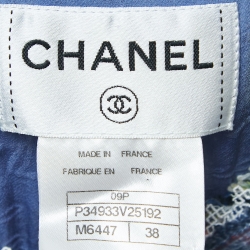 CHANEL
MADE IN FRANCE
FABRIQUE EN FRANCE
09P
P34933V25192
M6447 38